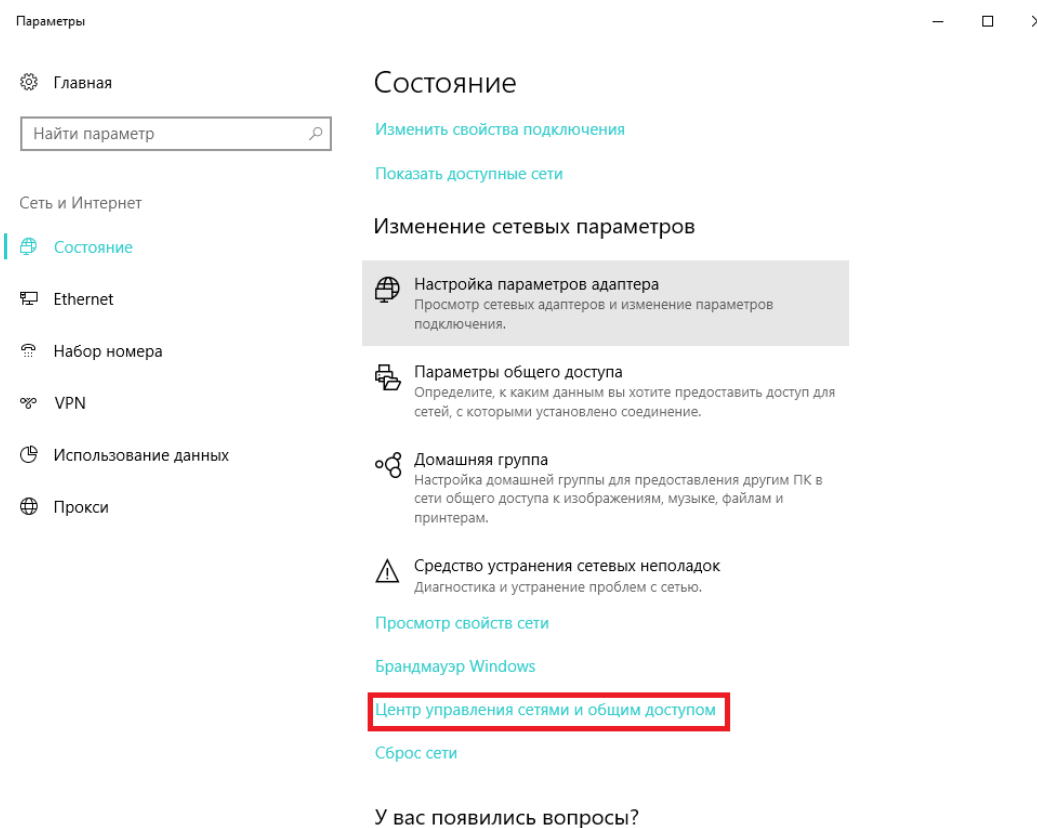 Параметры
Главная
Найти параметр
Сеть и Интернет
Состояние
Ethernet
Набор номера
VPN
Использование данных
Прокси
Состояние
Изменить свойства подключения
Показать доступные сети
Изменение сетевых параметров
Настройка параметров адаптера
Просмотр сетевых адаптеров и изменение параметров
подключения.
Параметры общего доступа
Определите, к каким данным вы хотите предоставить доступ для
сетей, с которыми установлено соединение.
Домашняя группа
Настройка домашней группы для предоставления другим ПК в
сети общего доступа к изображениям, музыке, файлам и
принтерам.
Средство устранения сетевых неполадок
Диагностика и устранение проблем с сетью.
Просмотр свойств сети
Брандмауэр Windows
Центр управления сетями и общим доступом
Сброс сети
У вас появились вопросы?